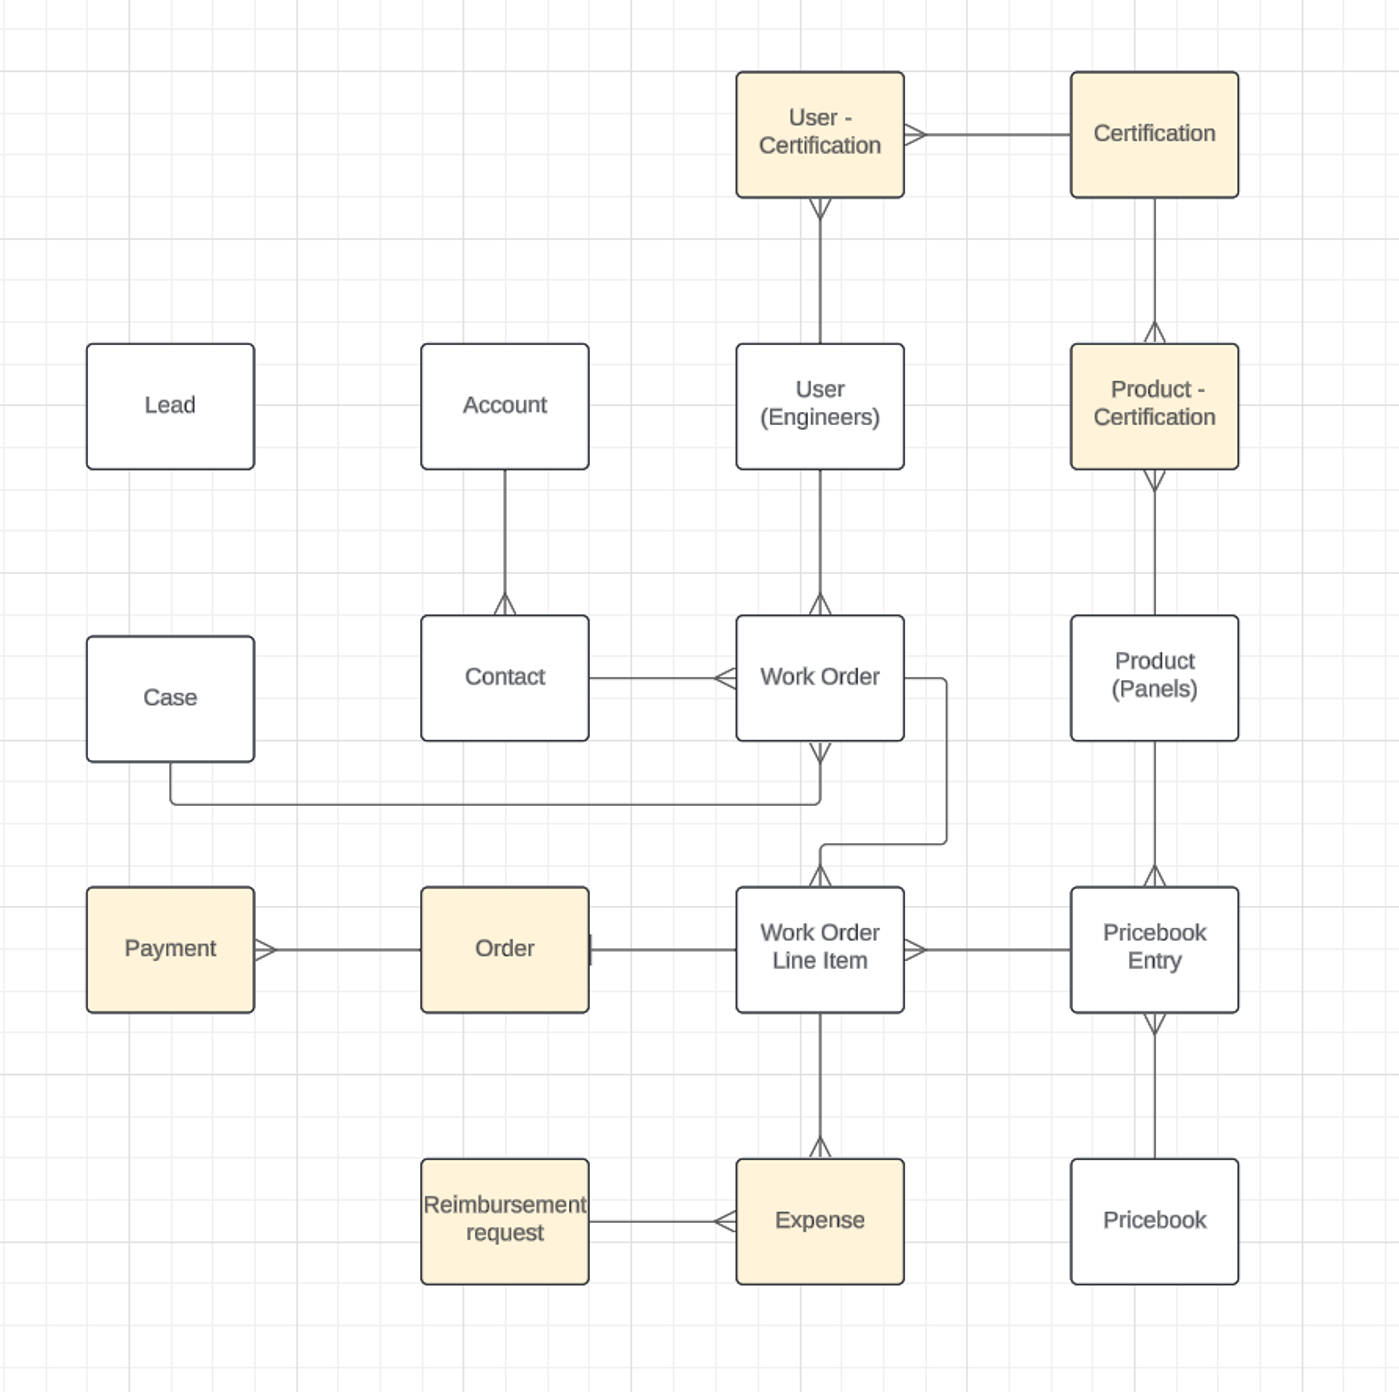 User -
Certification
Certification
Lead
Account
User
(Engineers)
Product -
Certification
Case
Contact
Work Order
Product
(Panels)
Payment
Order
Work Order
Line Item
Pricebook
Entry
Reimbursement
request
Expense
Pricebook